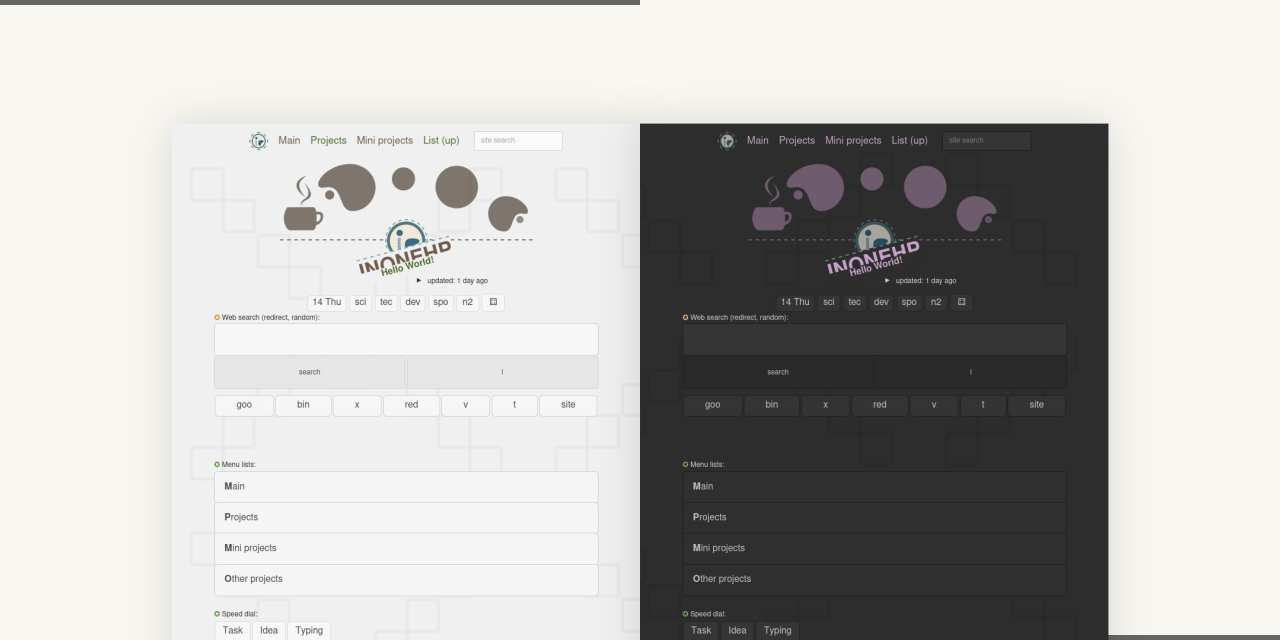 Main Projects Mini projects List (up) site search
INONEHP
Hello World!
► updated: 1 day ago
14 Thu sci tec dev spo n2 ⚃
Web search (redirect, random):
search l
goo bin x red v t site
Menu lists:
Main
Projects
Mini projects
Other projects
Speed dial:
Task Idea Typing
Main Projects Mini projects List (up) site search
INONEHP
Hello World!
► updated: 1 day ago
14 Thu sci tec dev spo n2 ⚃
Web search (redirect, random):
search l
goo bin x red v t site
Menu lists:
Main
Projects
Mini projects
Other projects
Speed dial:
Task Idea Typing